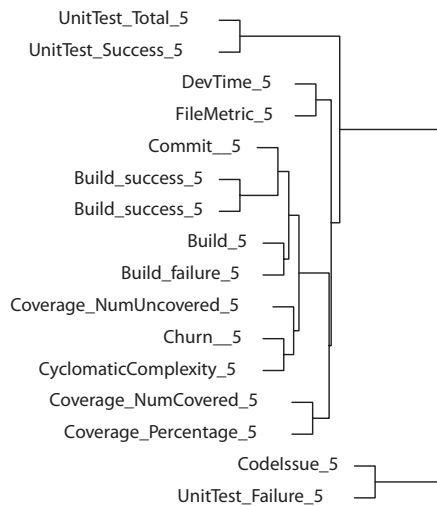 UnitTest_Total_5
UnitTest_Success_5
DevTime_5
FileMetric_5
Commit__5
Build_success_5
Build_success_5
Build_5
Build_failure_5
Coverage_NumUncovered_5
Churn__5
CyclomaticComplexity_5
Coverage_NumCovered_5
Coverage_Percentage_5
CodeIssue_5
UnitTest_Failure_5